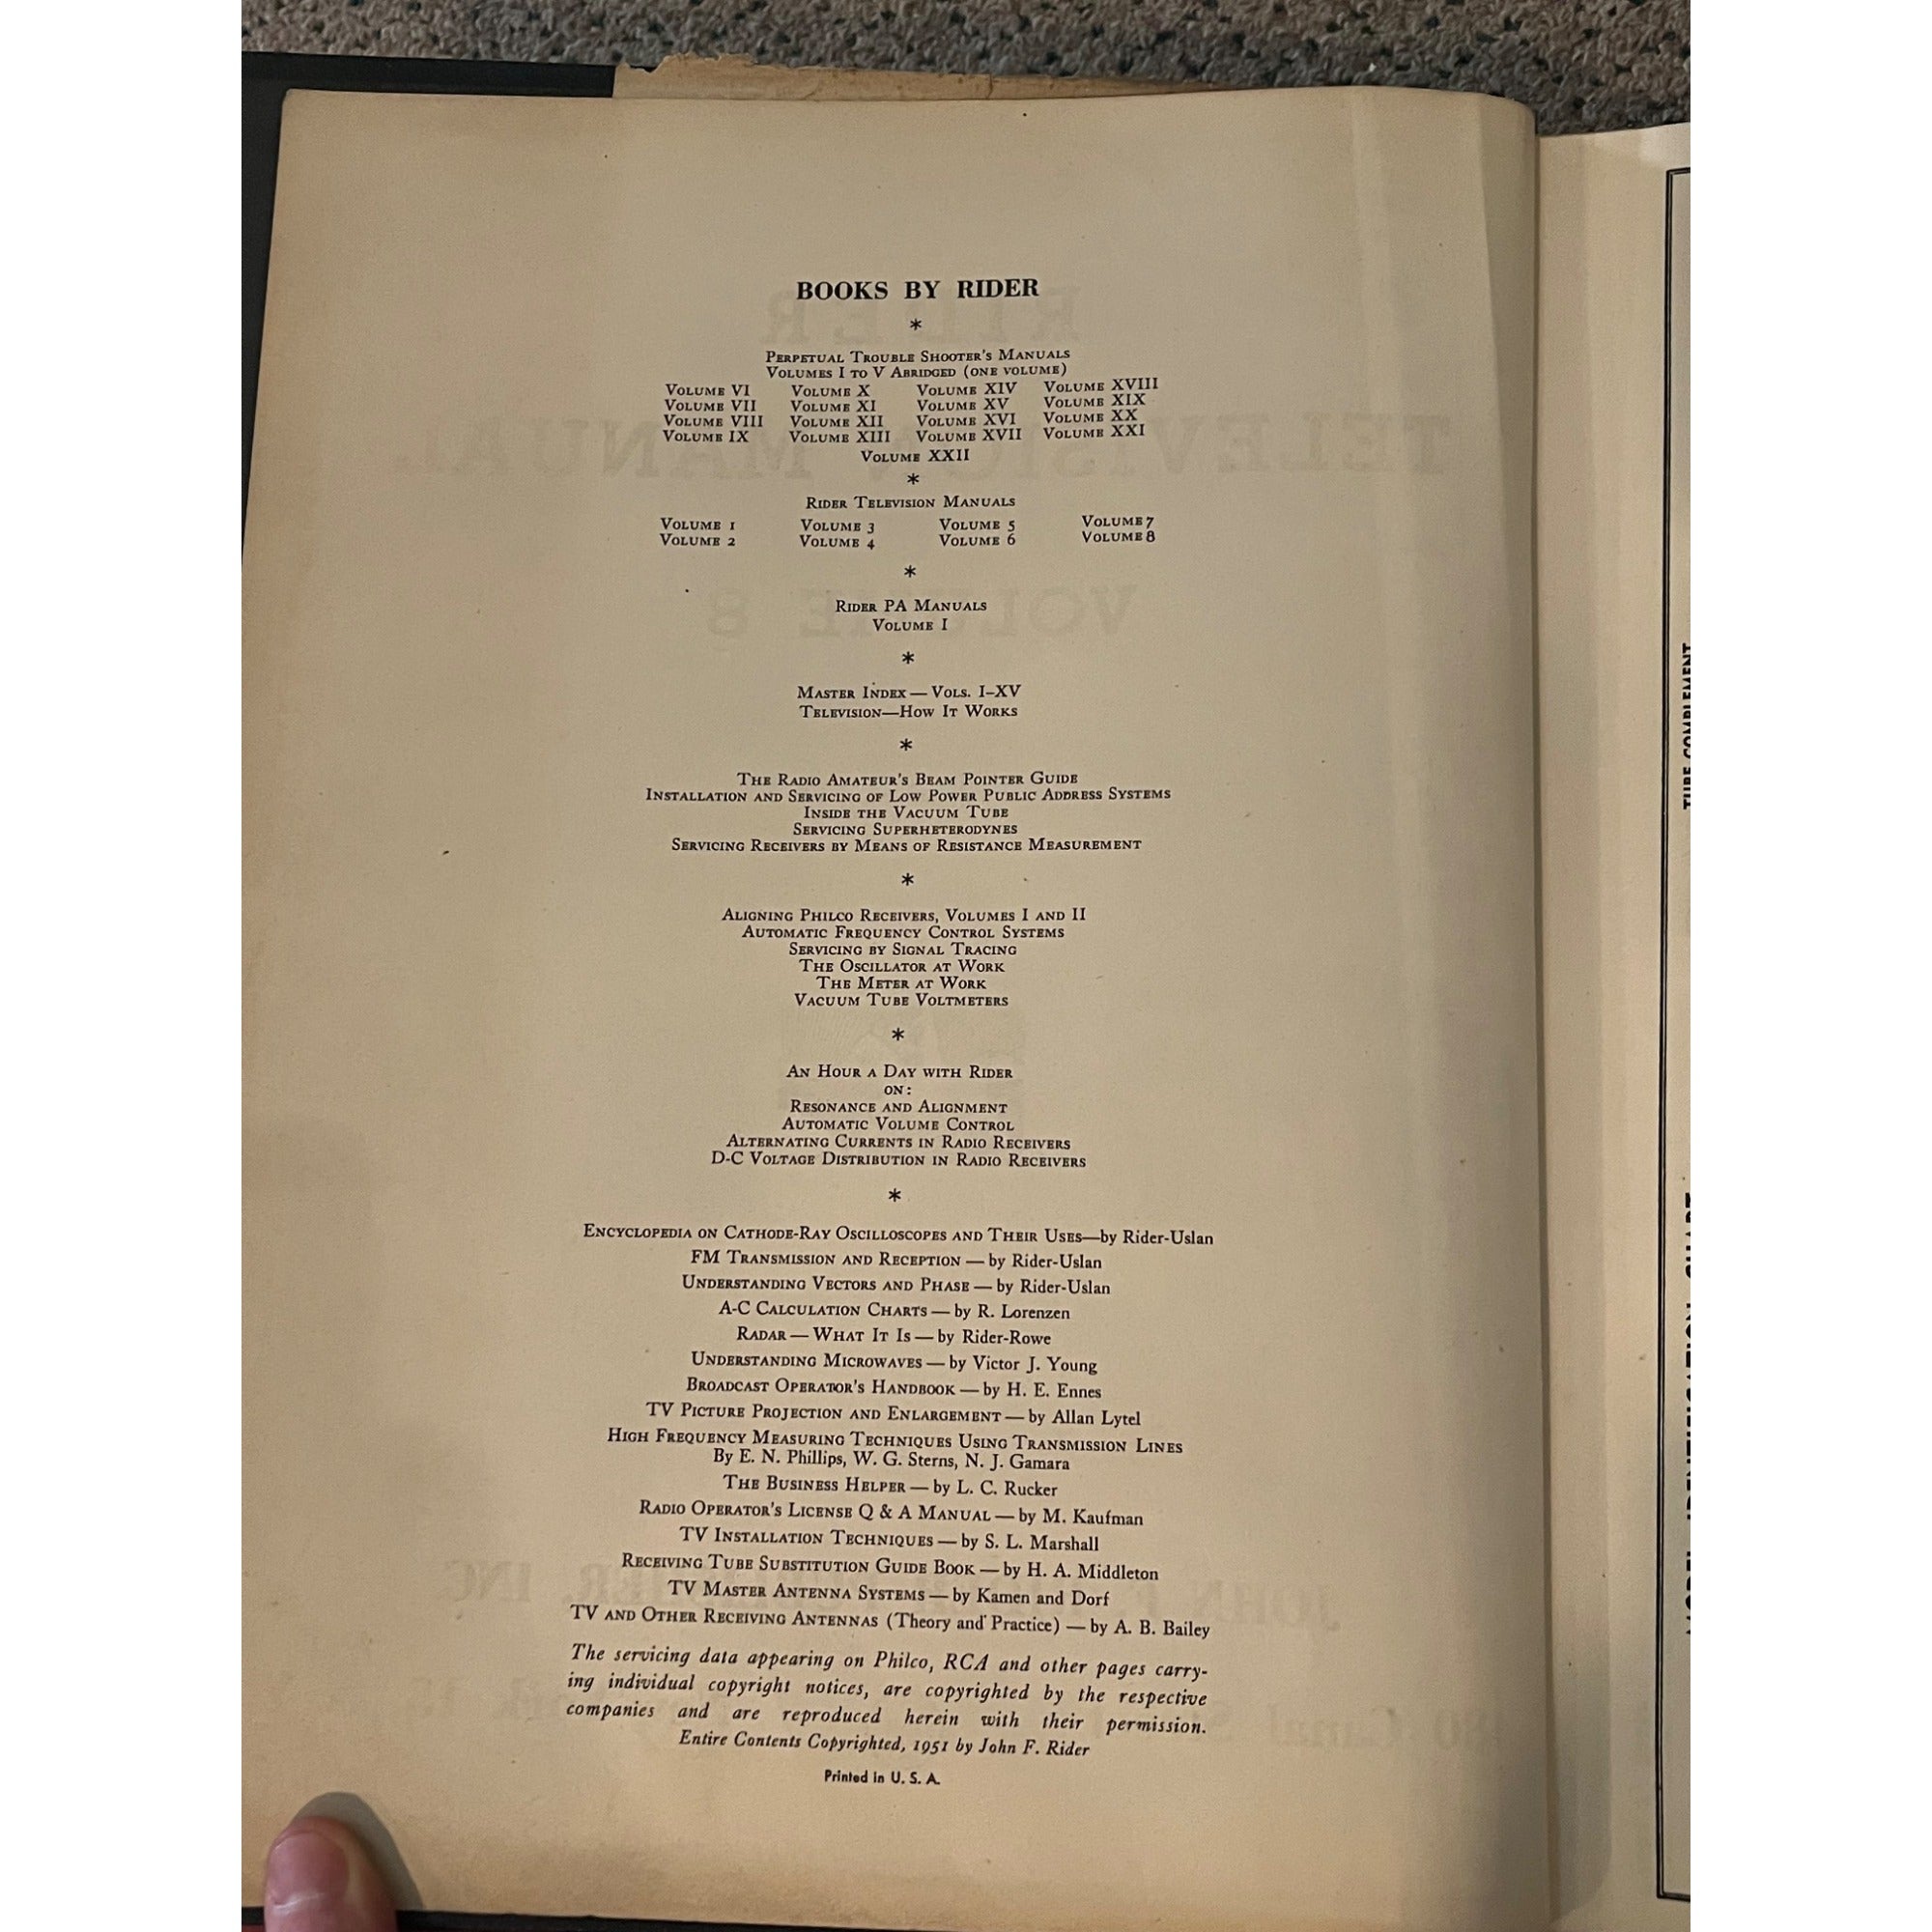 BOOKS BY RIDER
*
PERPETUAL TROUBLE SHOOTER'S MANUALS
VOLUMES I TO V ABRIDGED (ONE VOLUME)
VOLUME VI VOLUME X VOLUME XIV VOLUME XVIII
VOLUME VII VOLUME XI VOLUME XV VOLUME XIX
VOLUME VIII VOLUME XII VOLUME XVI VOLUME XX
VOLUME IX VOLUME XIII VOLUME XVII VOLUME XXI
VOLUME XXII
*
RIDER TELEVISION MANUALS
VOLUME 1 VOLUME 3 VOLUME 5 VOLUME 7
VOLUME 2 VOLUME 4 VOLUME 6 VOLUME 8
*
RIDER PA MANUALS
VOLUME I
*
MASTER INDEX — VOLS. I–XV
TELEVISION—HOW IT WORKS
*
THE RADIO AMATEUR'S BEAM POINTER GUIDE
INSTALLATION AND SERVICING OF LOW POWER PUBLIC ADDRESS SYSTEMS
INSIDE THE VACUUM TUBE
SERVICING SUPERHETERODYNES
SERVICING RECEIVERS BY MEANS OF RESISTANCE MEASUREMENT
*
ALIGNING PHILCO RECEIVERS, VOLUMES I AND II
AUTOMATIC FREQUENCY CONTROL SYSTEMS
SERVICING BY SIGNAL TRACING
THE OSCILLATOR AT WORK
THE METER AT WORK
VACUUM TUBE VOLTMETERS
*
AN HOUR A DAY WITH RIDER
ON:
RESONANCE AND ALIGNMENT
AUTOMATIC VOLUME CONTROL
ALTERNATING CURRENTS IN RADIO RECEIVERS
D-C VOLTAGE DISTRIBUTION IN RADIO RECEIVERS
*
ENCYCLOPEDIA ON CATHODE-RAY OSCILLOSCOPES AND THEIR USES—by Rider-Uslan
FM TRANSMISSION AND RECEPTION — by Rider-Uslan
UNDERSTANDING VECTORS AND PHASE — by Rider-Uslan
A-C CALCULATION CHARTS — by R. Lorenzen
RADAR — WHAT IT IS — by Rider-Rowe
UNDERSTANDING MICROWAVES — by Victor J. Young
BROADCAST OPERATOR'S HANDBOOK — by H. E. Ennes
TV PICTURE PROJECTION AND ENLARGEMENT — by Allan Lytel
HIGH FREQUENCY MEASURING TECHNIQUES USING TRANSMISSION LINES
By E. N. Phillips, W. G. Sterns, N. J. Gamara
THE BUSINESS HELPER — by L. C. Rucker
RADIO OPERATOR'S LICENSE Q & A MANUAL — by M. Kaufman
TV INSTALLATION TECHNIQUES — by S. L. Marshall
RECEIVING TUBE SUBSTITUTION GUIDE BOOK — by H. A. Middleton
TV MASTER ANTENNA SYSTEMS — by Kamen and Dorf
TV AND OTHER RECEIVING ANTENNAS (Theory and Practice) — by A. B. Bailey
The servicing data appearing on Philco, RCA and other pages carry-
ing individual copyright notices, are copyrighted by the respective
companies and are reproduced herein with their permission.
Entire Contents Copyrighted, 1951 by John F. Rider
Printed in U. S. A.
TUBE COMPLEMENT